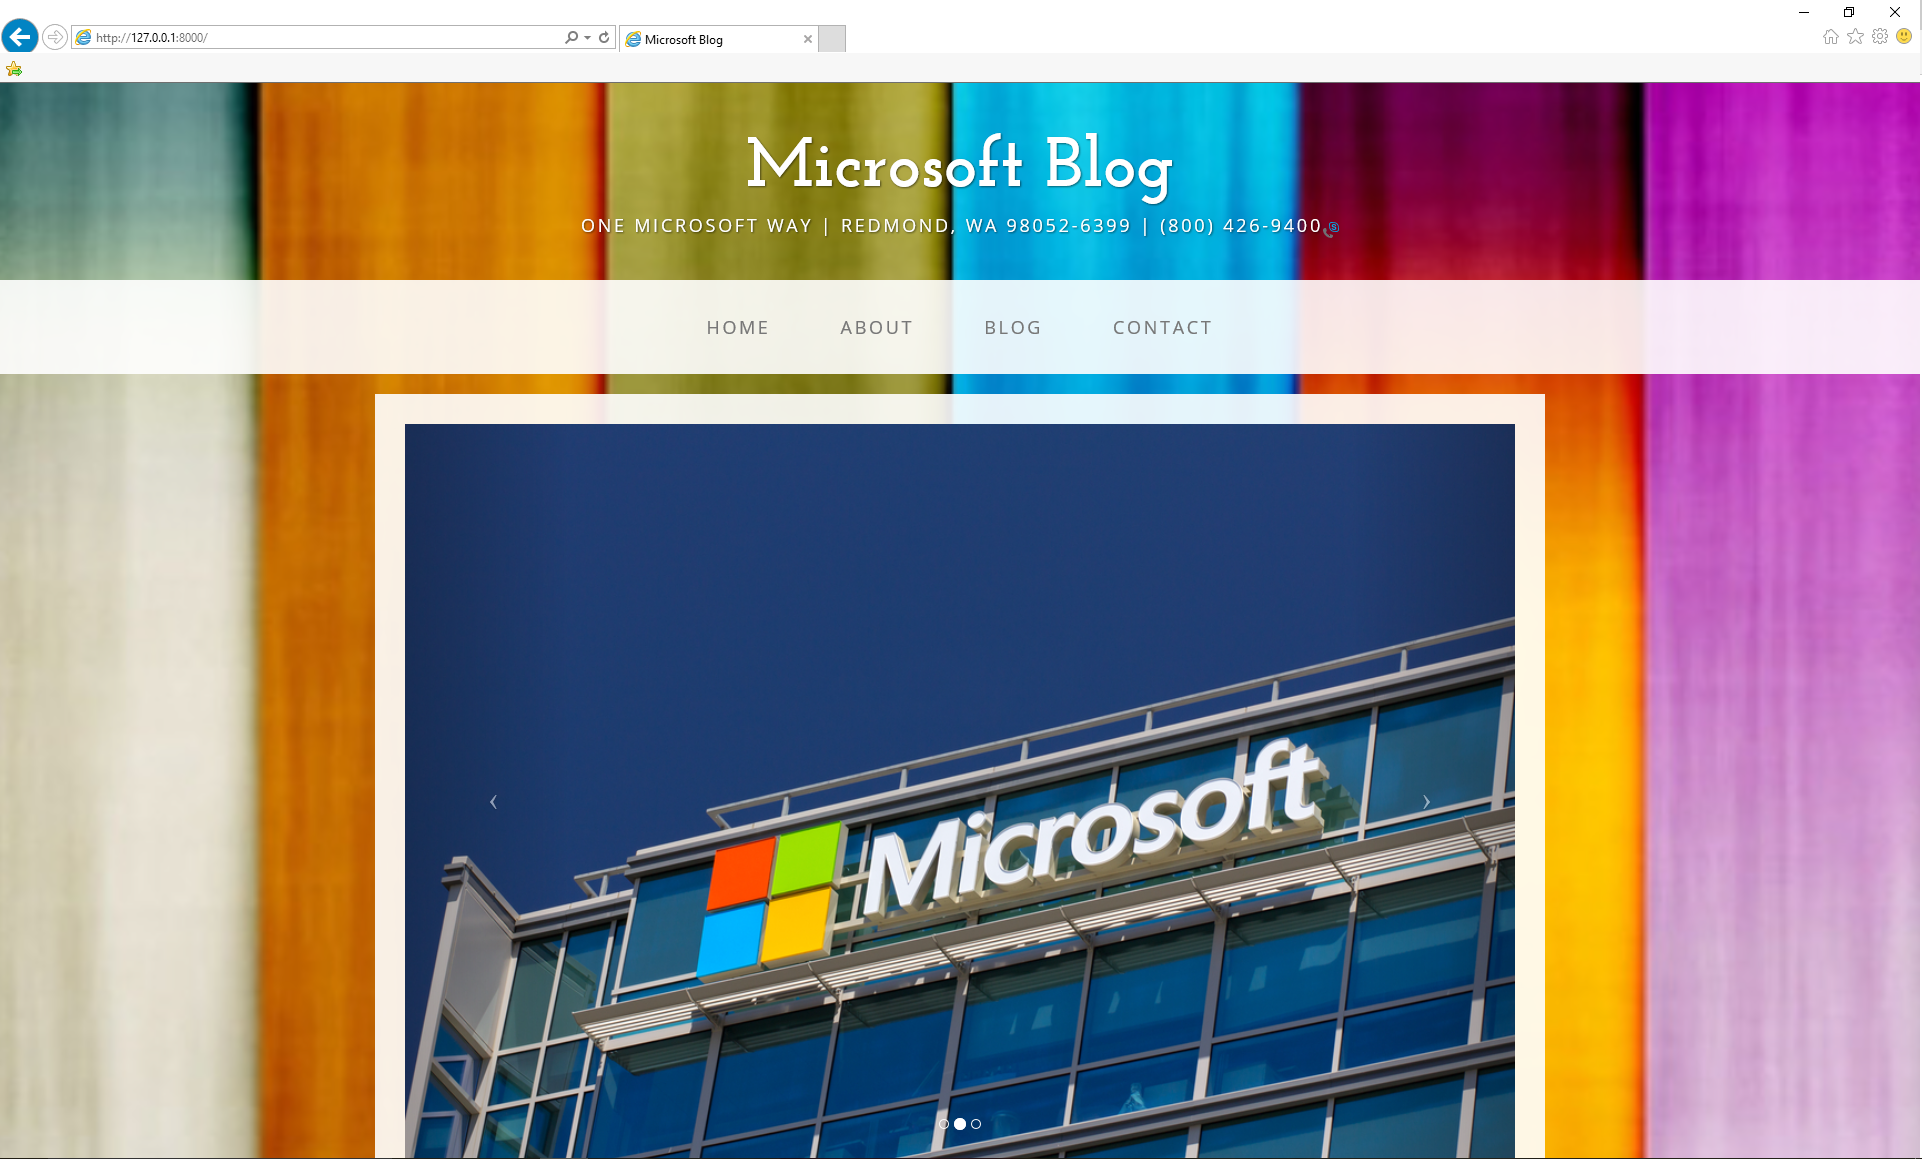 http://127.0.0.1:8000/
Microsoft Blog
Microsoft Blog
ONE MICROSOFT WAY | REDMOND, WA 98052-6399 | (800) 426-9400
HOME ABOUT BLOG CONTACT
Microsoft